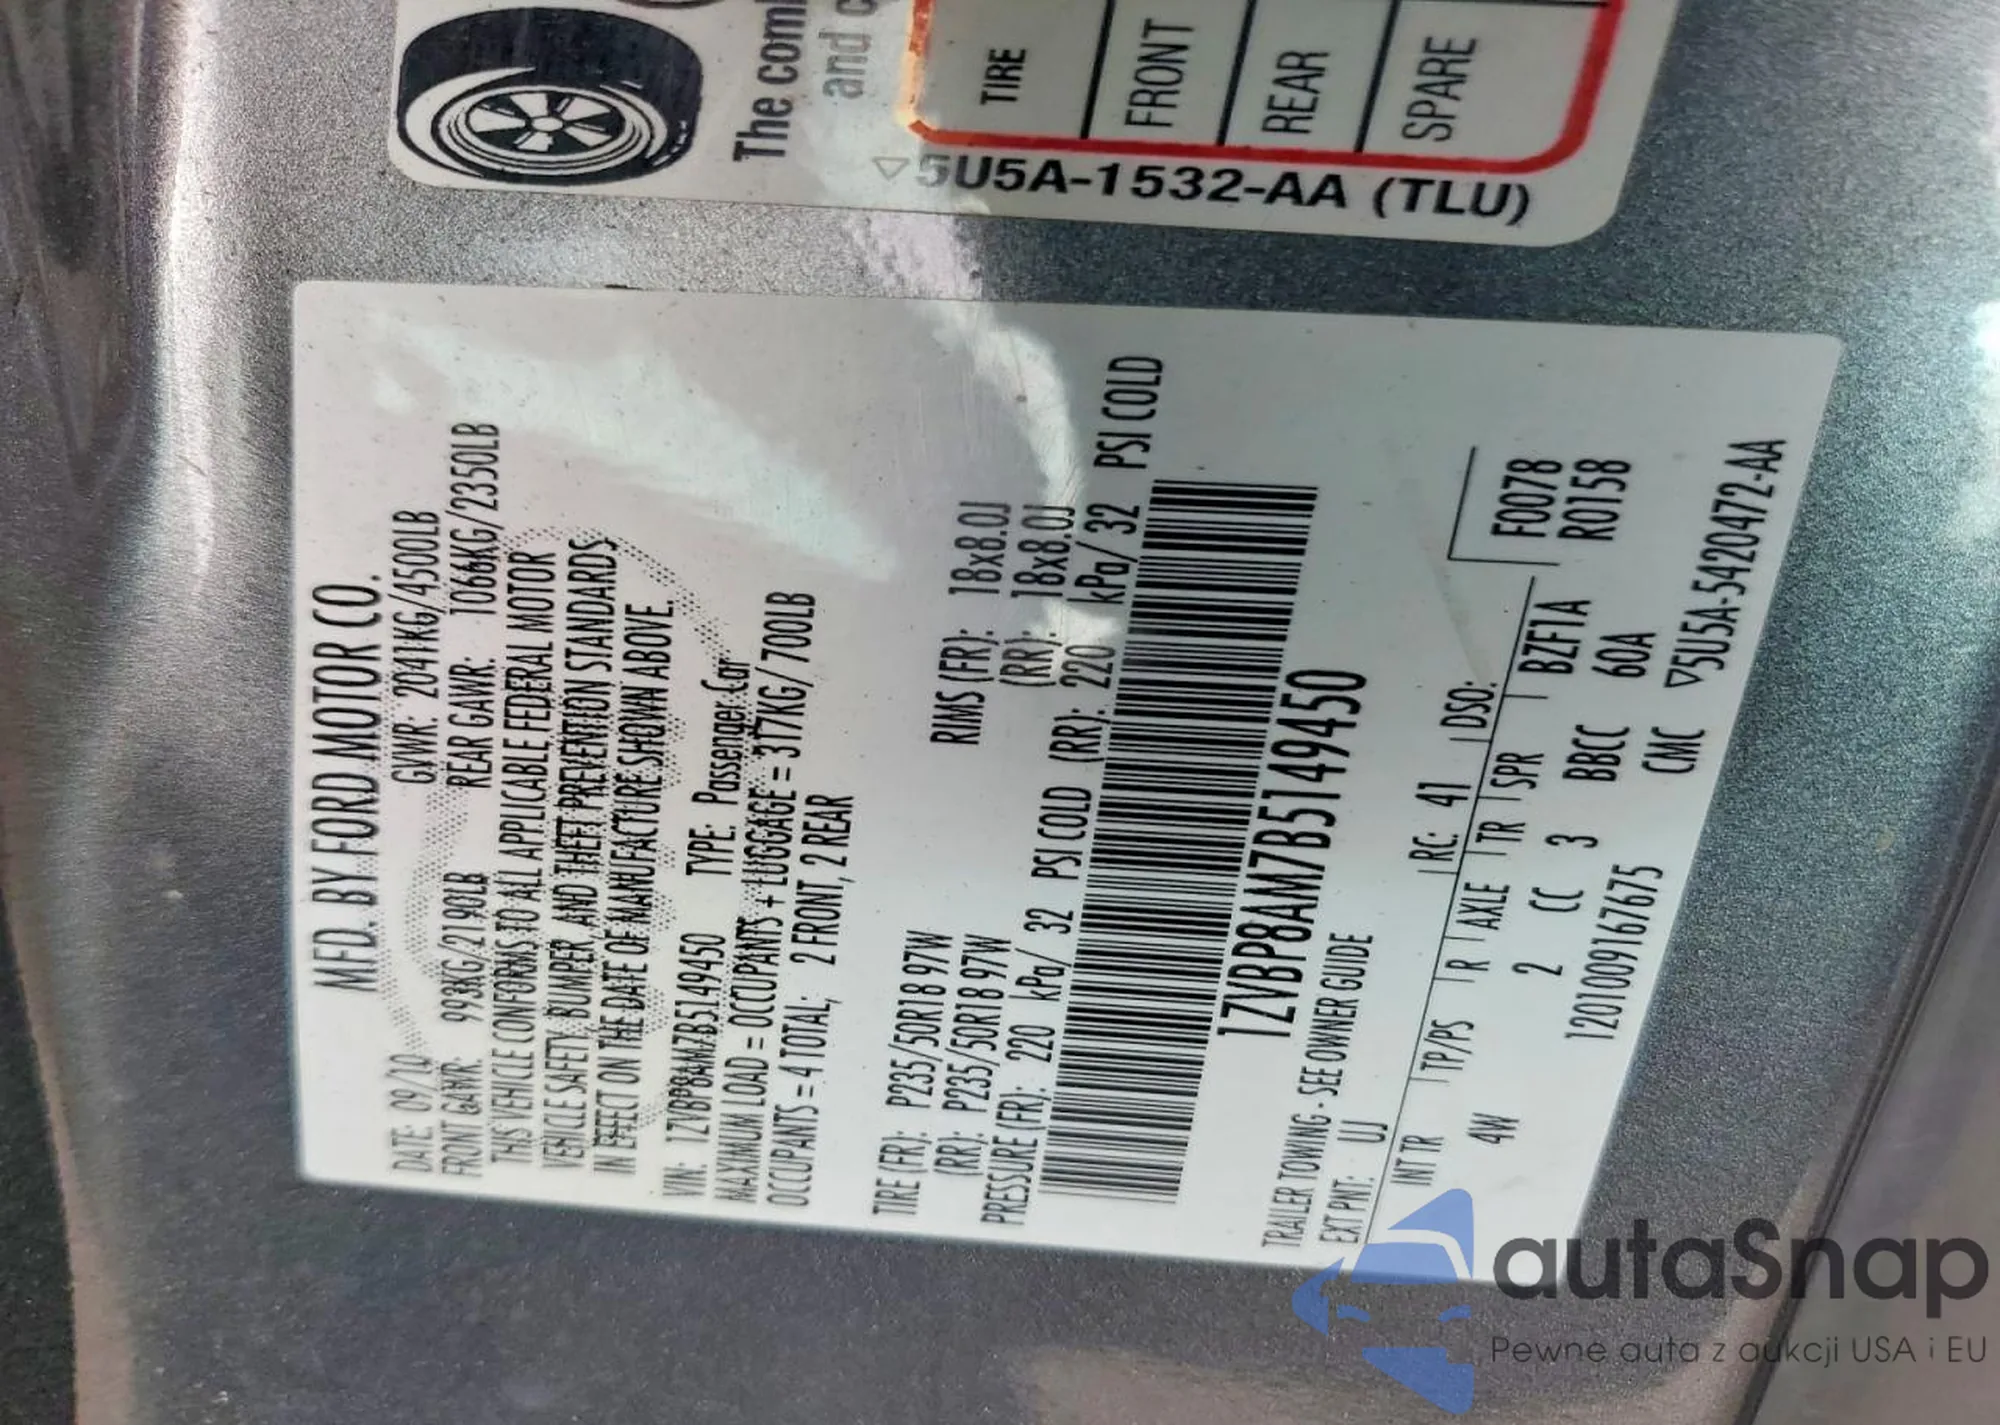 The com
and c
TIRE
FRONT
REAR
SPARE
5U5A-1532-AA (TLU)
MFD. BY FORD MOTOR CO.
DATE: 09/10 GVWR: 2041KG/4500LB
FRONT GAWR: 993KG/2190LB REAR GAWR: 1066KG/2350LB
THIS VEHICLE CONFORMS TO ALL APPLICABLE FEDERAL MOTOR
VEHICLE SAFETY, BUMPER, AND THEFT PREVENTION STANDARDS
IN EFFECT ON THE DATE OF MANUFACTURE SHOWN ABOVE.
VIN: 1ZVBP8AM7B5149450 TYPE: Passenger Car
MAXIMUM LOAD = OCCUPANTS + LUGGAGE = 317KG/700LB
OCCUPANTS = 4 TOTAL; 2 FRONT, 2 REAR
TIRE (FR): P235/50R18 97W RIMS (FR): 18x8.0J
(RR): P235/50R18 97W (RR): 18x8.0J
PRESSURE (FR): 220 kPa/ 32 PSI COLD (RR): 220 kPa/ 32 PSI COLD
1ZVBP8AM7B5149450
TRAILER TOWING - SEE OWNER GUIDE
EXT PNT: UJ RC: 41 DSO:
INT TR TP/PS R AXLE TR SPR BZF1A F0078
4W 2 CC 3 BBCC 60A R0158
1201009167675 CMC 5U5A-5420472-AA
autaSnap
Pewne auta z aukcji USA i EU